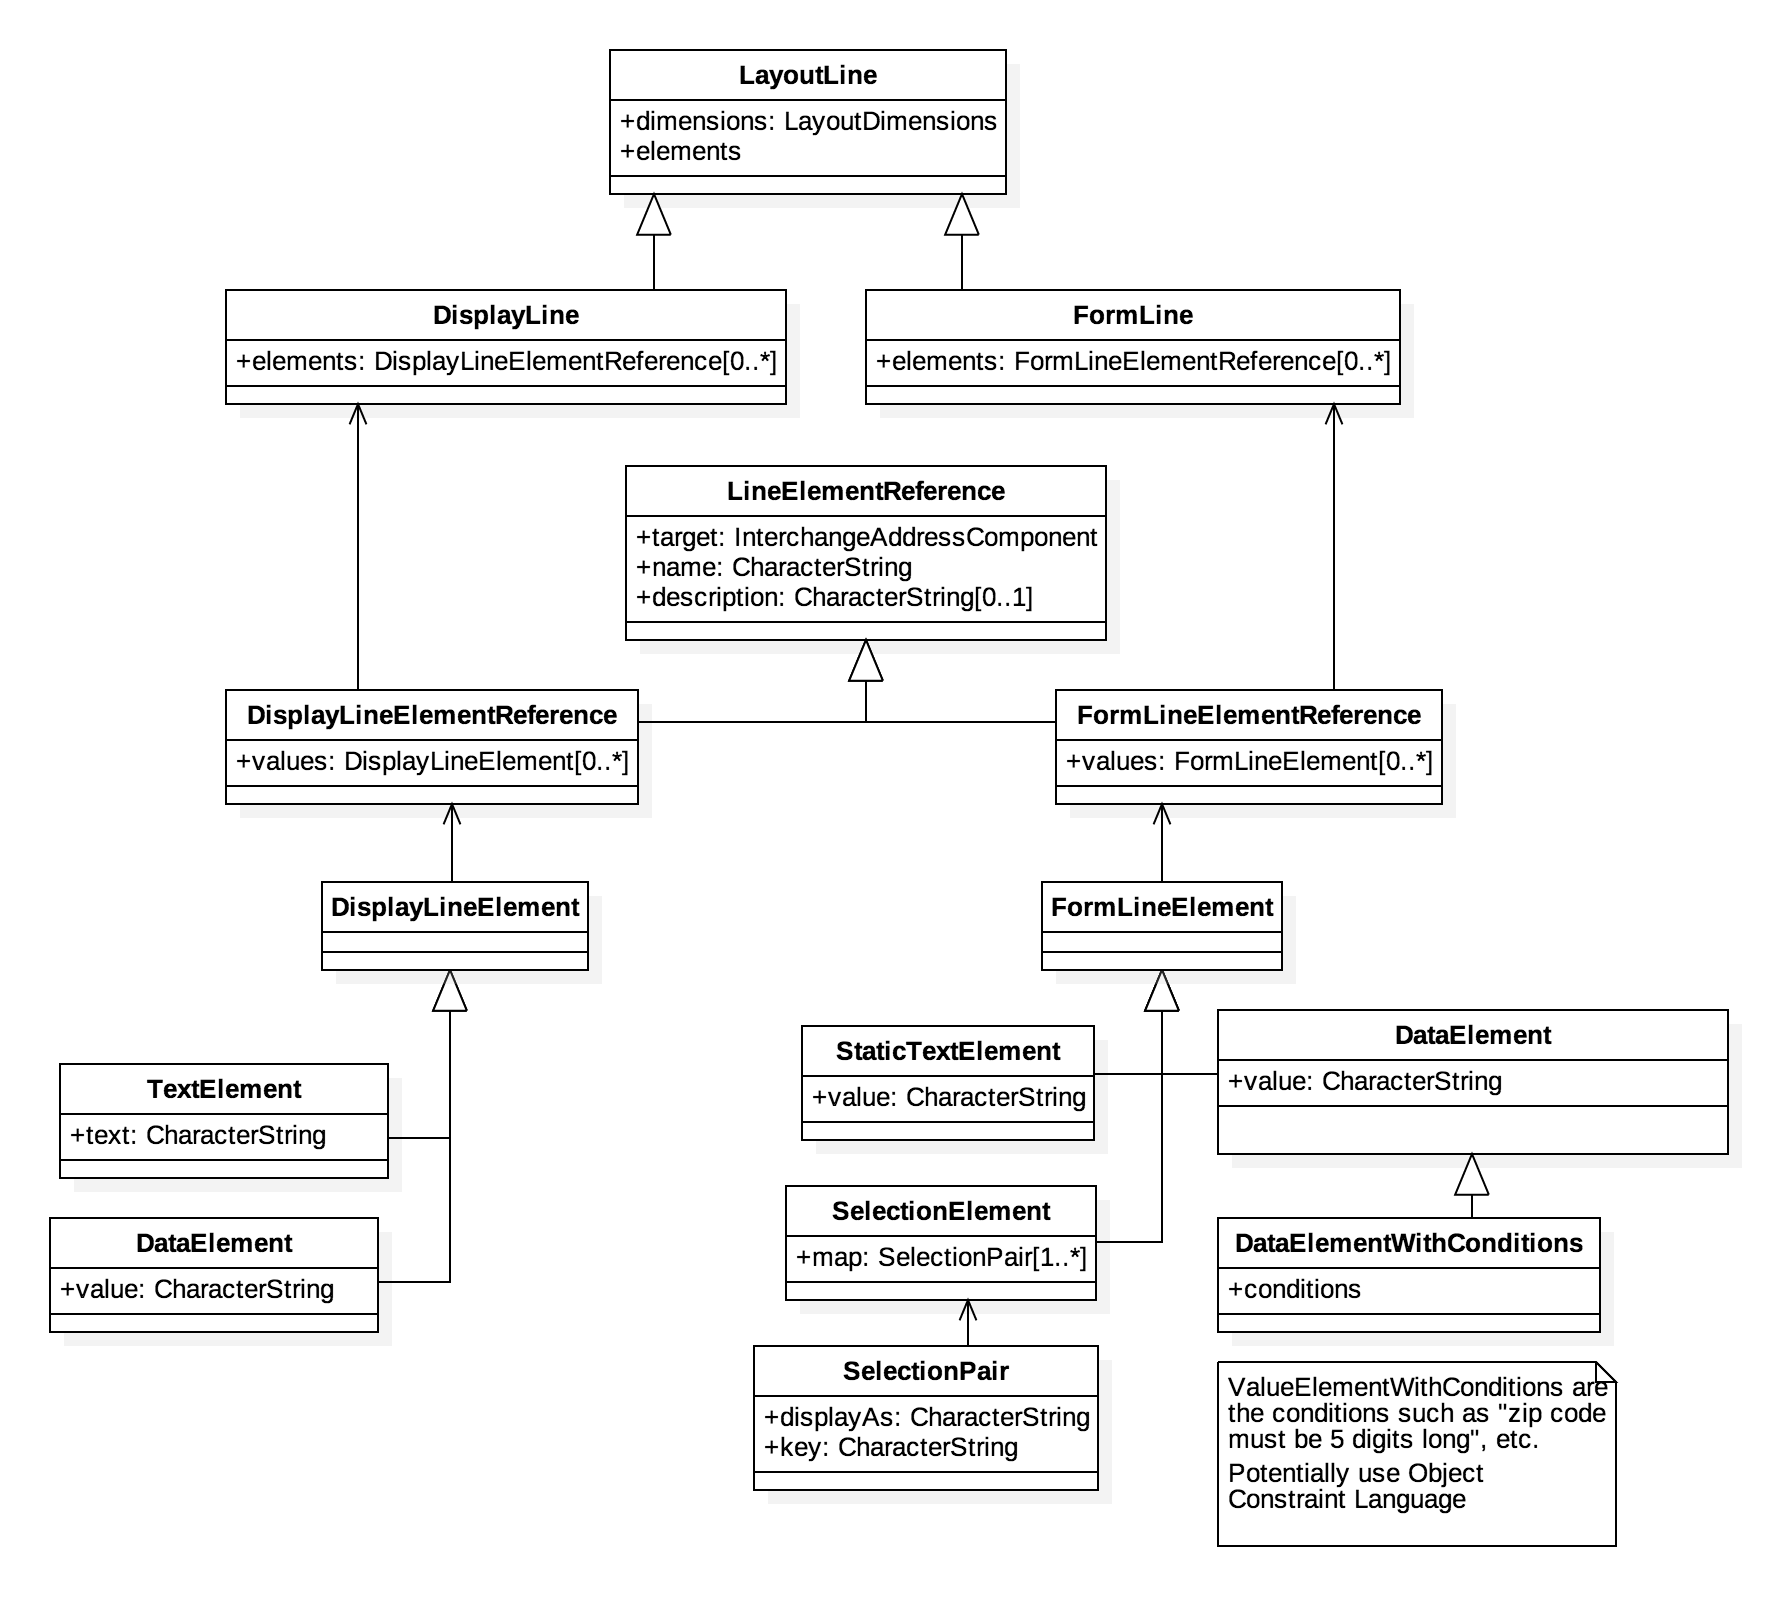 LayoutLine
+dimensions: LayoutDimensions
+elements
DisplayLine
+elements: DisplayLineElementReference[0..*]
FormLine
+elements: FormLineElementReference[0..*]
LineElementReference
+target: InterchangeAddressComponent
+name: CharacterString
+description: CharacterString[0..1]
DisplayLineElementReference
+values: DisplayLineElement[0..*]
FormLineElementReference
+values: FormLineElement[0..*]
DisplayLineElement
FormLineElement
TextElement
+text: CharacterString
DataElement
+value: CharacterString
StaticTextElement
+value: CharacterString
DataElement
+value: CharacterString
SelectionElement
+map: SelectionPair[1..*]
DataElementWithConditions
+conditions
SelectionPair
+displayAs: CharacterString
+key: CharacterString
ValueElementWithConditions are
the conditions such as "zip code
must be 5 digits long", etc.
Potentially use Object
Constraint Language